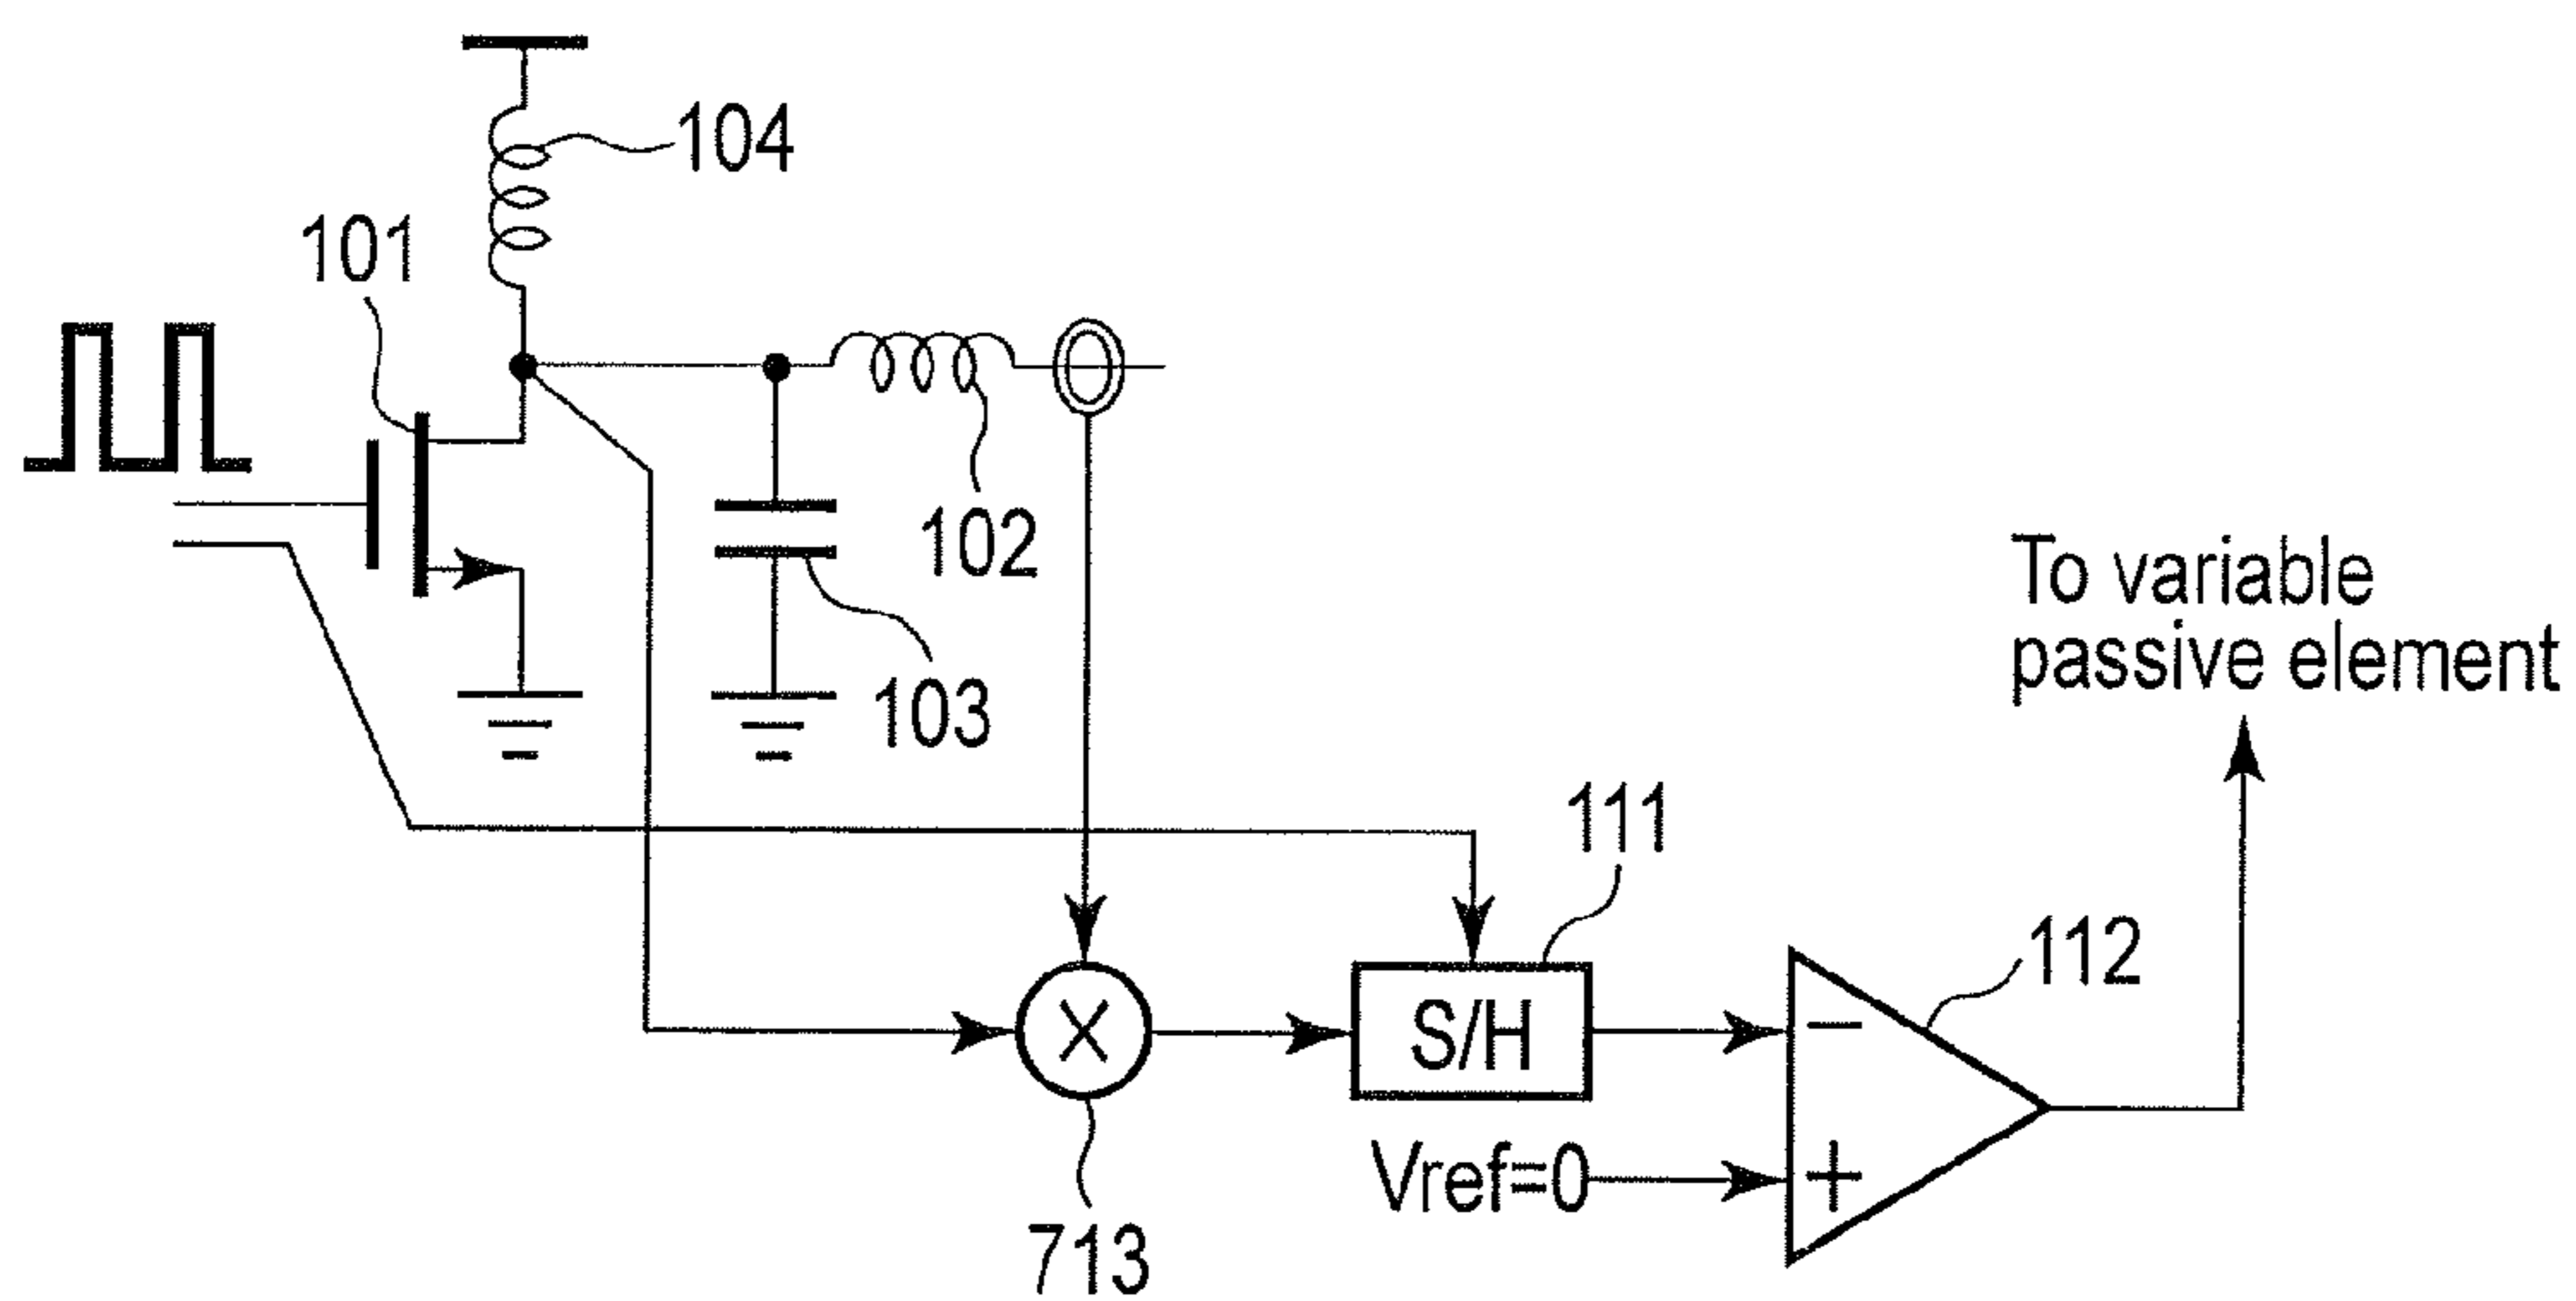 104
101
102
103
To variable
passive element
111
112
S/H
−
Vref=0
+
X
713